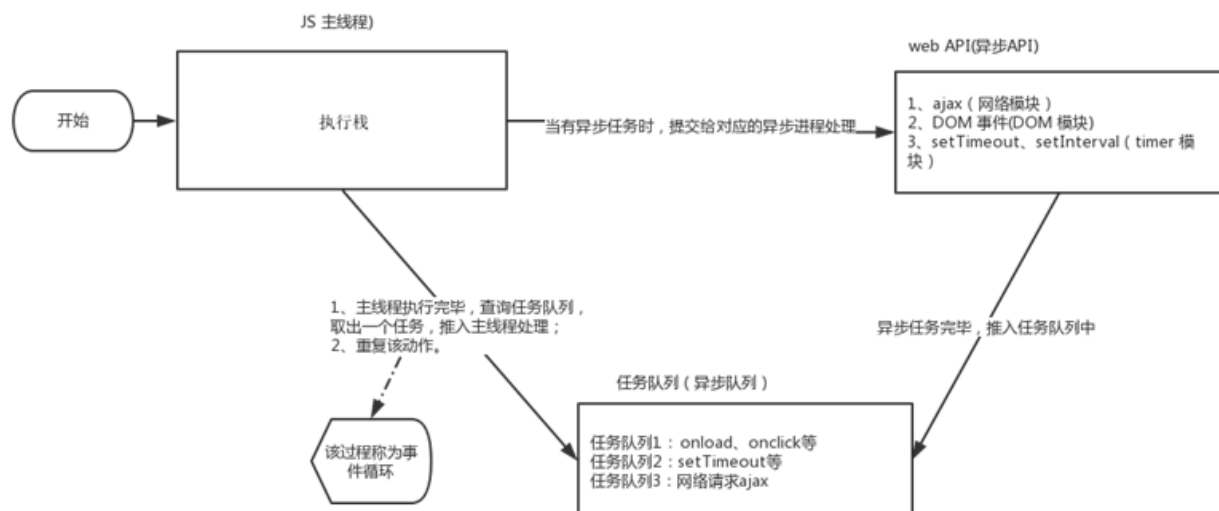 JS 主线程)
web API(异步API)
开始
执行栈
当有异步任务时，提交给对应的异步进程处理
1、ajax（网络模块）
2、DOM 事件(DOM 模块)
3、setTimeout、setInterval（timer 模
块）
1、主线程执行完毕，查询任务队列，
取出一个任务，推入主线程处理；
2、重复该动作。
异步任务完毕，推入任务队列中
任务队列（异步队列）
该过程称为事
件循环
任务队列1：onload、onclick等
任务队列2：setTimeout等
任务队列3：网络请求ajax